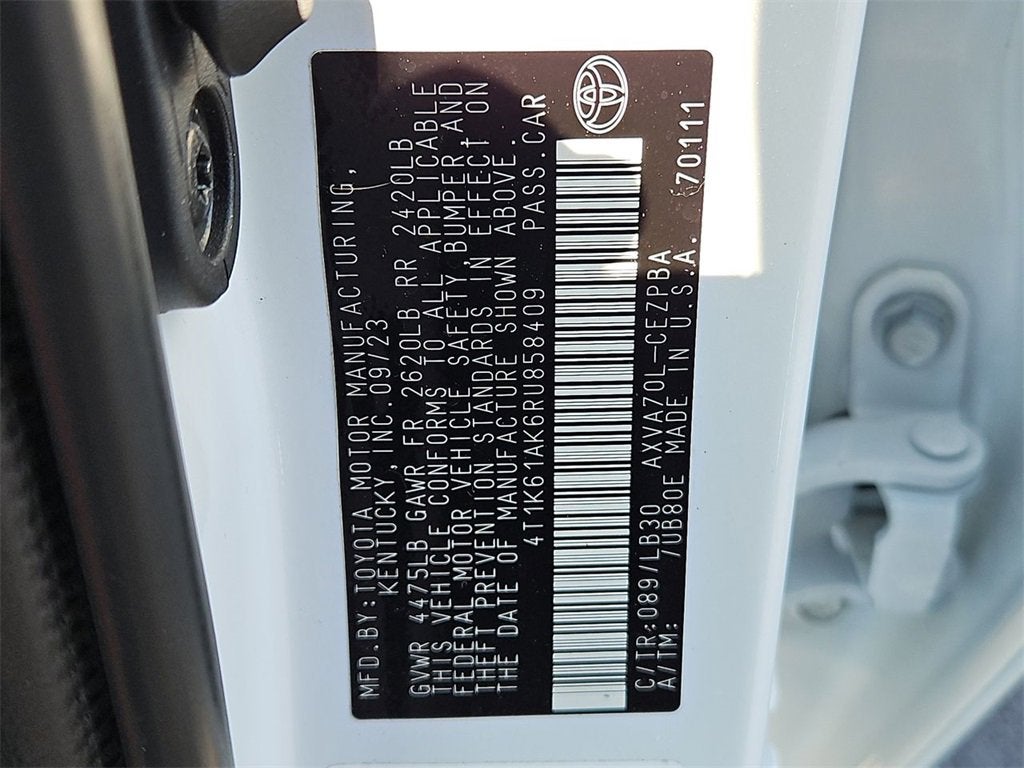 MFD.BY:TOYOTA MOTOR MANUFACTURING,
KENTUCKY,INC.09/23
GVWR 4475LB GAWR FR 2620LB RR 2420LB
THIS VEHICLE CONFORMS TO ALL APPLICABLE
FEDERAL MOTOR VEHICLE SAFETY,BUMPER AND
THEFT PREVENTION STANDARDS IN EFFECT ON
THE DATE OF MANUFACTURE SHOWN ABOVE.
4T1K61AK6RU858409 PASS.CAR
C/TR:089/LB30 AXVA70L-CEZPBA
A/TM: /UB80E MADE IN U.S.A. 70111